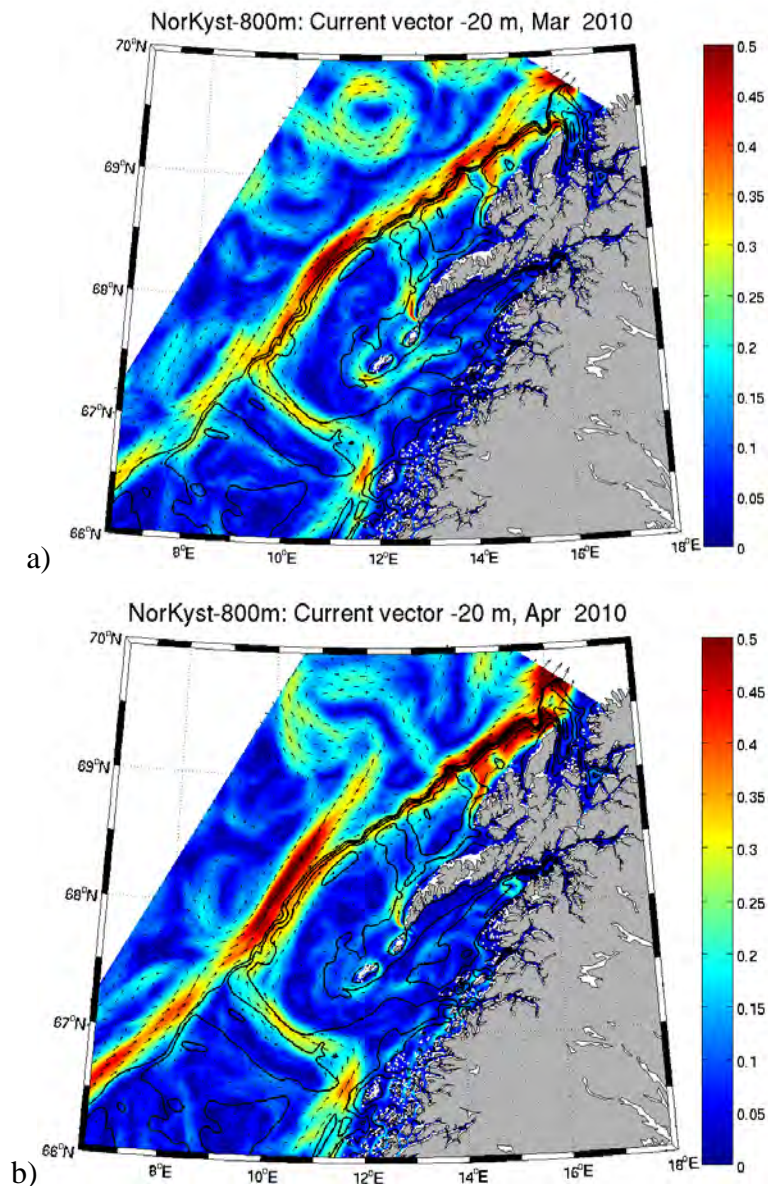 NorKyst-800m: Current vector -20 m, Mar 2010
70°N
69°N
68°N
67°N
66°N
8°E
10°E
12°E
14°E
16°E
18°E
0.5
0.45
0.4
0.35
0.3
0.25
0.2
0.15
0.1
0.05
0
a)
NorKyst-800m: Current vector -20 m, Apr 2010
70°N
69°N
68°N
67°N
66°N
8°E
10°E
12°E
14°E
16°E
18°E
0.5
0.45
0.4
0.35
0.3
0.25
0.2
0.15
0.1
0.05
0
b)